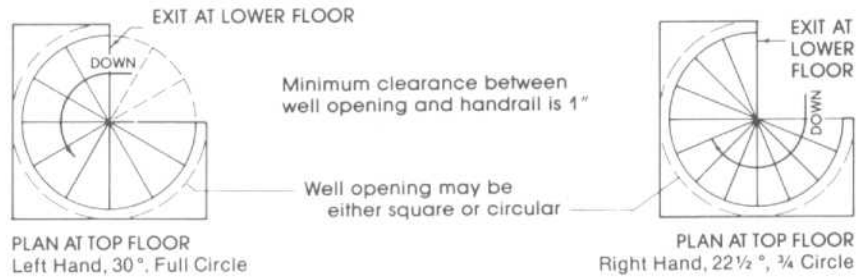 EXIT AT LOWER FLOOR
DOWN
Minimum clearance between
well opening and handrail is 1"
Well opening may be
either square or circular
PLAN AT TOP FLOOR
Left Hand, 30°. Full Circle
EXIT AT
LOWER
FLOOR
DOWN
PLAN AT TOP FLOOR
Right Hand, 22½°, ¾ Circle